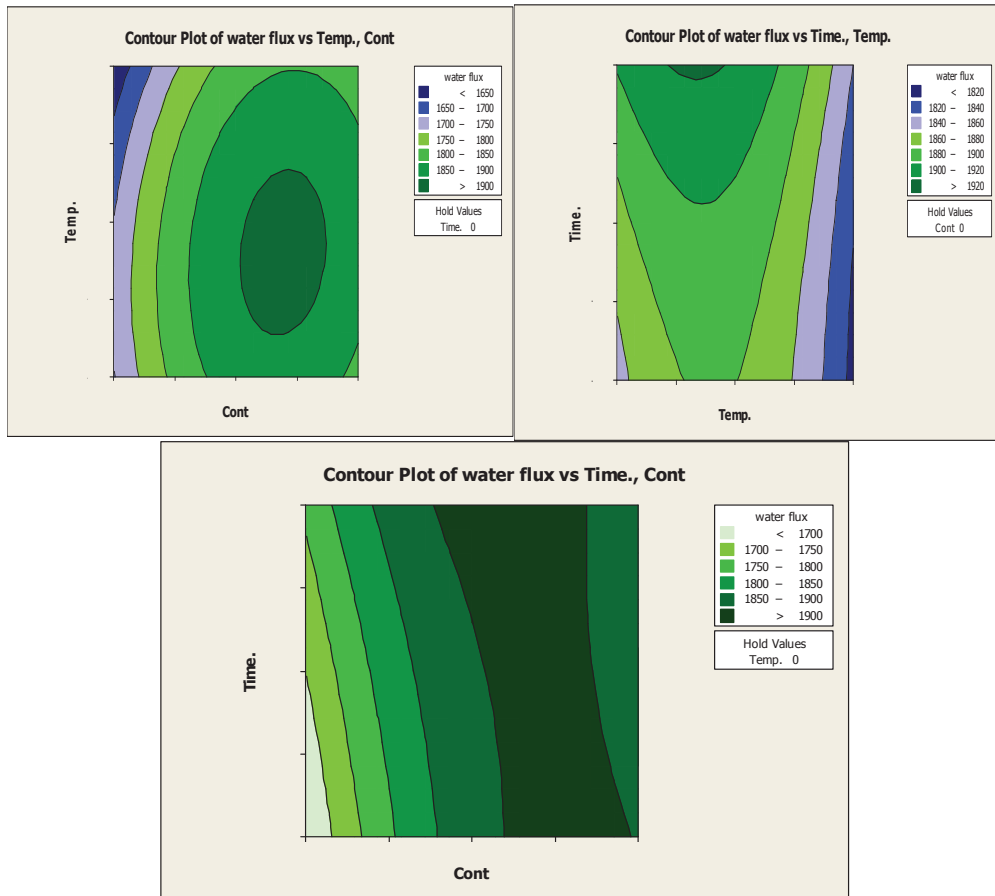 Contour Plot of water flux vs Temp., Cont
Temp.
Cont
water flux
< 1650
1650 – 1700
1700 – 1750
1750 – 1800
1800 – 1850
1850 – 1900
> 1900
Hold Values
Time. 0
Contour Plot of water flux vs Time., Temp.
Time.
Temp.
water flux
< 1820
1820 – 1840
1840 – 1860
1860 – 1880
1880 – 1900
1900 – 1920
> 1920
Hold Values
Cont 0
Contour Plot of water flux vs Time., Cont
Time.
Cont
water flux
< 1700
1700 – 1750
1750 – 1800
1800 – 1850
1850 – 1900
> 1900
Hold Values
Temp. 0